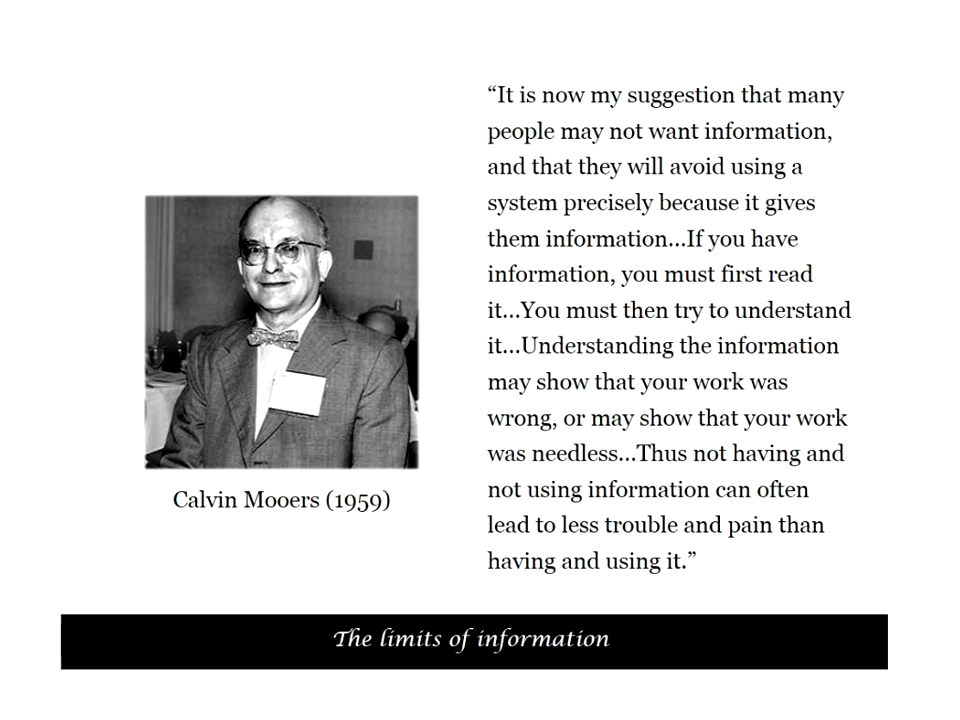 “It is now my suggestion that many
people may not want information,
and that they will avoid using a
system precisely because it gives
them information...If you have
information, you must first read
it...You must then try to understand
it...Understanding the information
may show that your work was
wrong, or may show that your work
was needless...Thus not having and
not using information can often
lead to less trouble and pain than
having and using it.”
Calvin Mooers (1959)
The limits of information